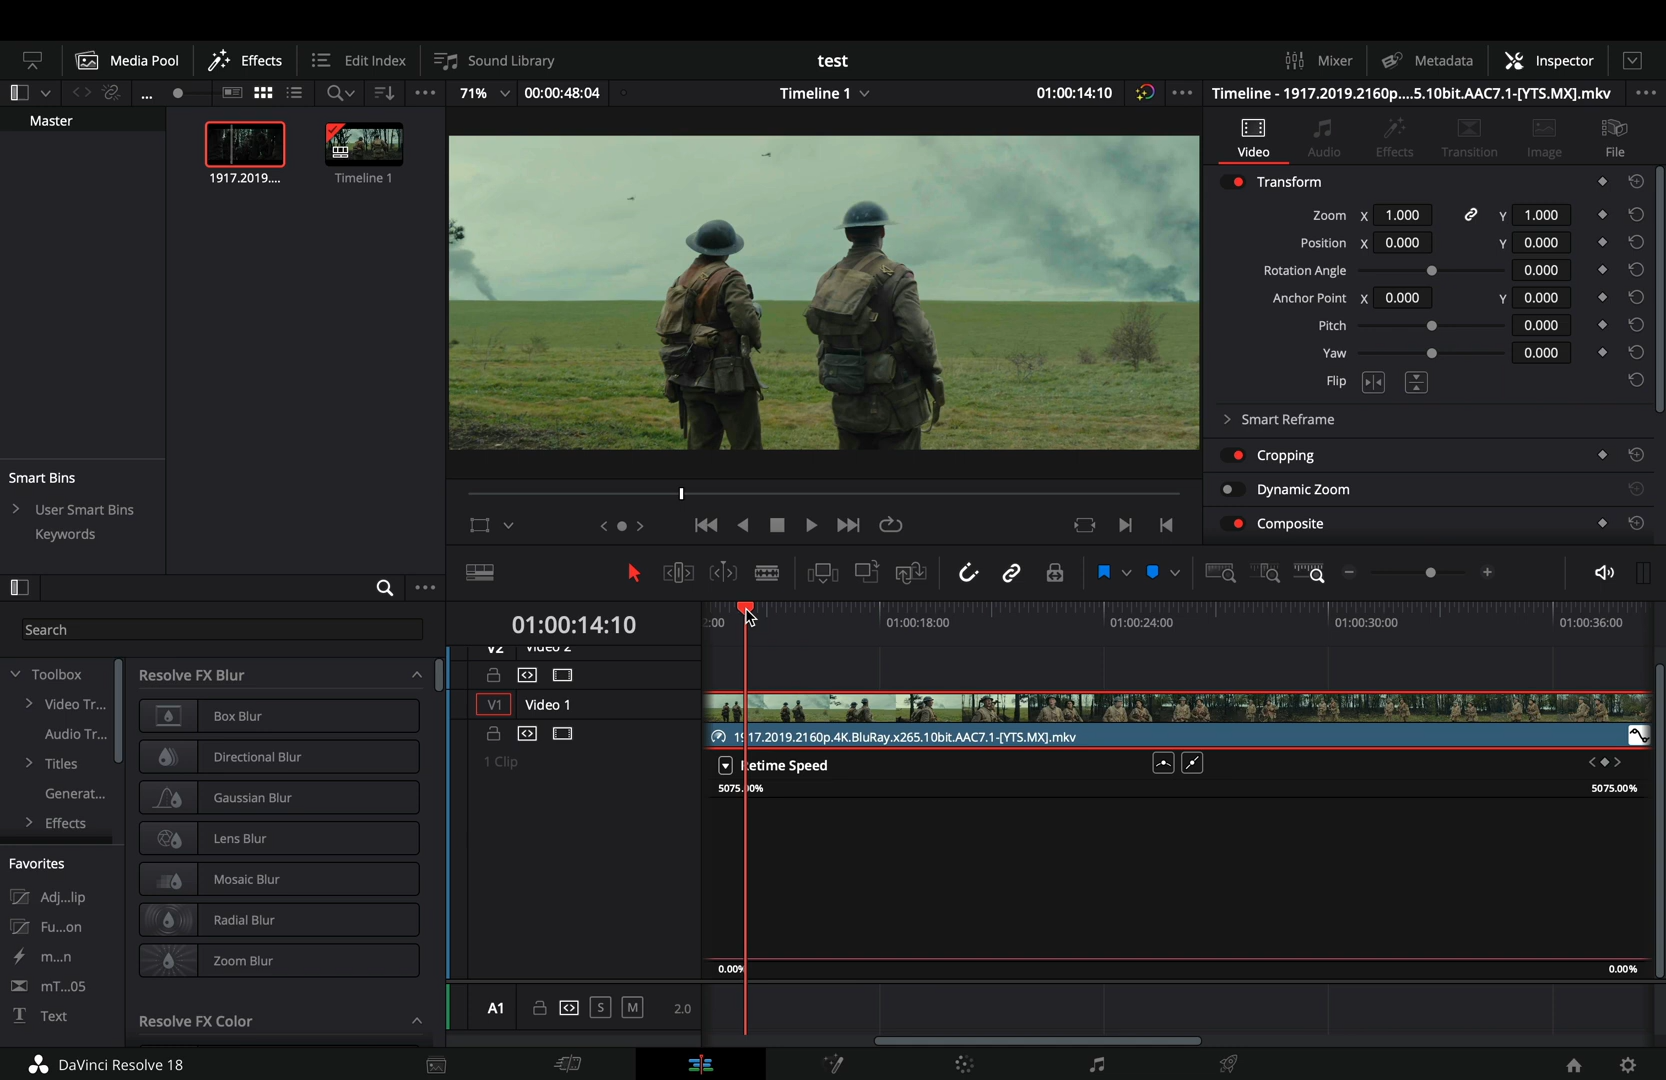 Media Pool Effects Edit Index Sound Library test Mixer Metadata Inspector
71% 00:00:48:04 Timeline 1 01:00:14:10 Timeline - 1917.2019.2160p....5.10bit.AAC7.1-[YTS.MX].mkv
Master
1917.2019.... Timeline 1
Video Audio Effects Transition Image File
Transform
Zoom X 1.000 Y 1.000
Position X 0.000 Y 0.000
Rotation Angle 0.000
Anchor Point X 0.000 Y 0.000
Pitch 0.000
Yaw 0.000
Flip
Smart Reframe
Cropping
Dynamic Zoom
Composite
Smart Bins
User Smart Bins
Keywords
Search
Toolbox
Video Tr...
Audio Tr...
Titles
Generat...
Effects
Favorites
Adj...lip
Fu...on
m...n
mT...05
Text
Resolve FX Blur
Box Blur
Directional Blur
Gaussian Blur
Lens Blur
Mosaic Blur
Radial Blur
Zoom Blur
Resolve FX Color
01:00:14:10
2:00 01:00:18:00 01:00:24:00 01:00:30:00 01:00:36:00
V2 Video 2
V1 Video 1
1 Clip
1917.2019.2160p.4K.BluRay.x265.10bit.AAC7.1-[YTS.MX].mkv
Retime Speed
5075.00% 5075.00%
0.00% 0.00%
A1 S M 2.0
DaVinci Resolve 18